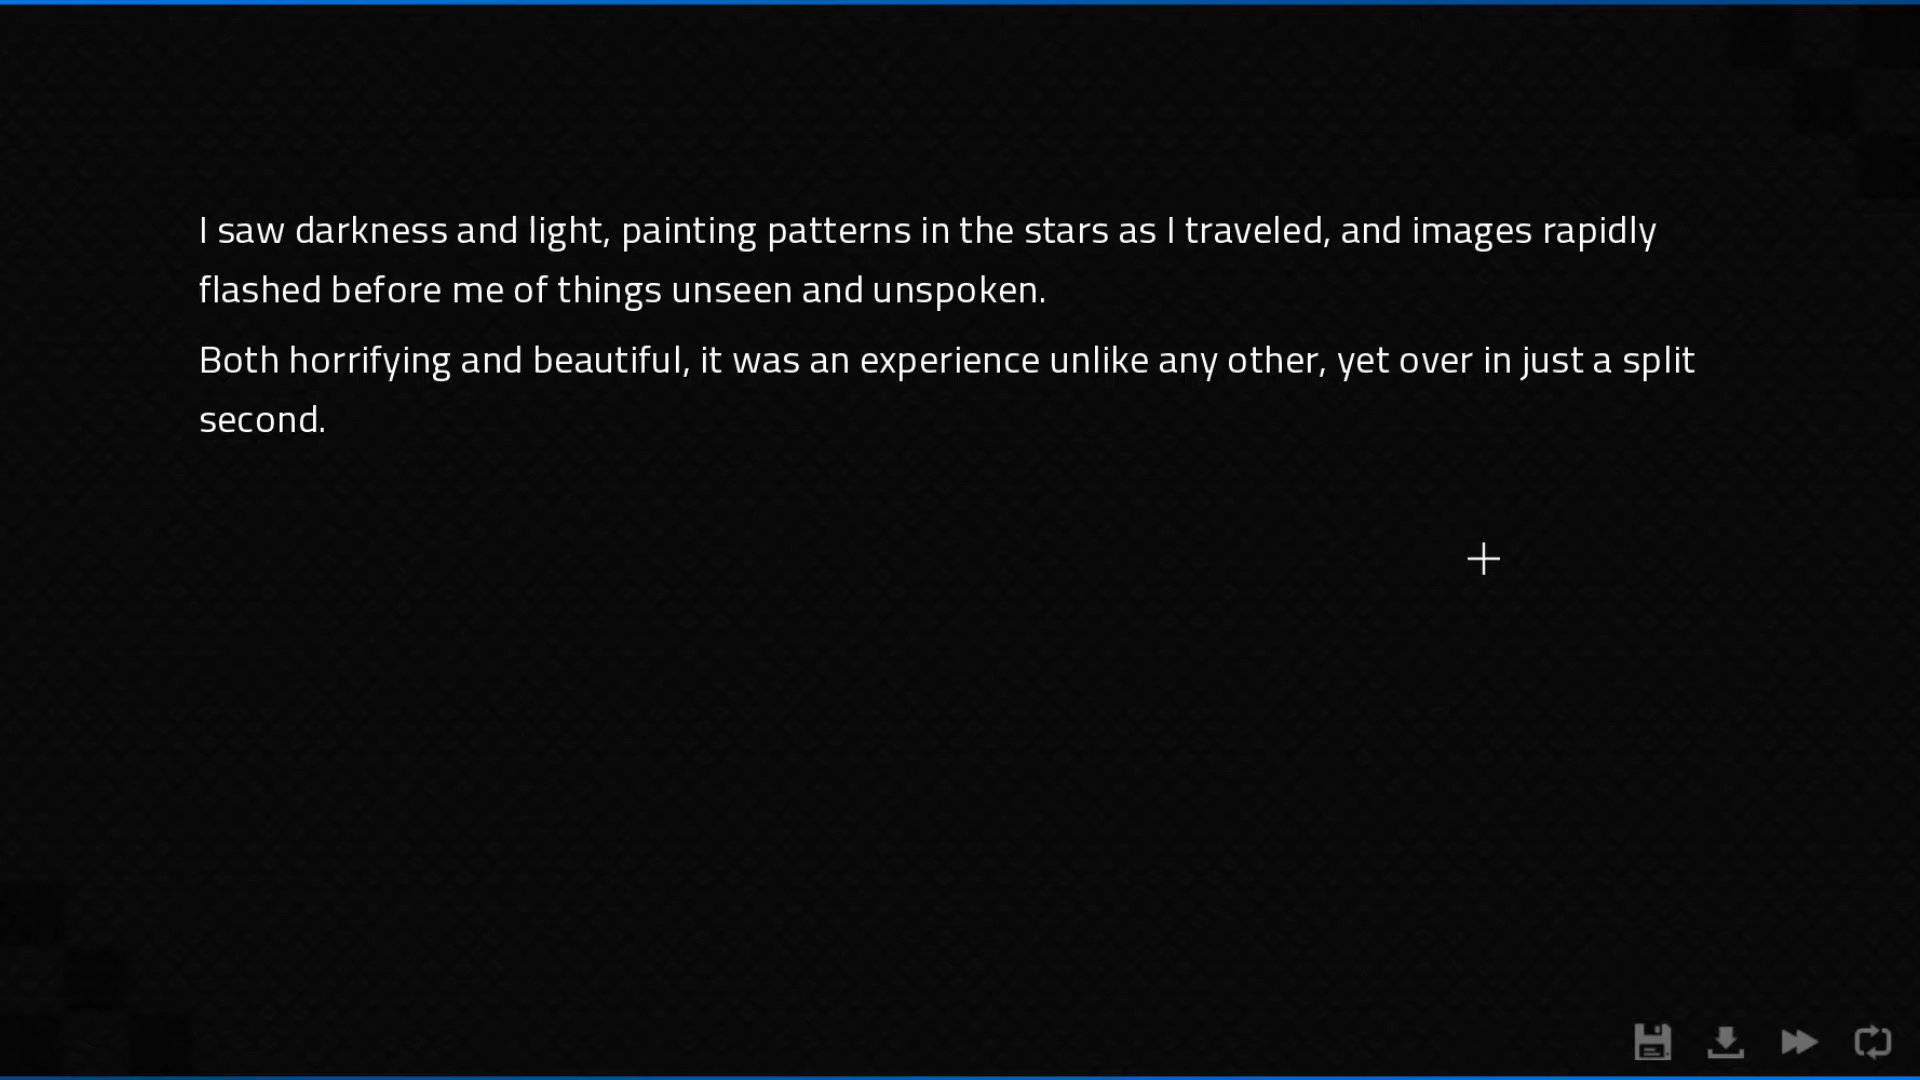 I saw darkness and light, painting patterns in the stars as I traveled, and images rapidly
flashed before me of things unseen and unspoken.
Both horrifying and beautiful, it was an experience unlike any other, yet over in just a split
second.